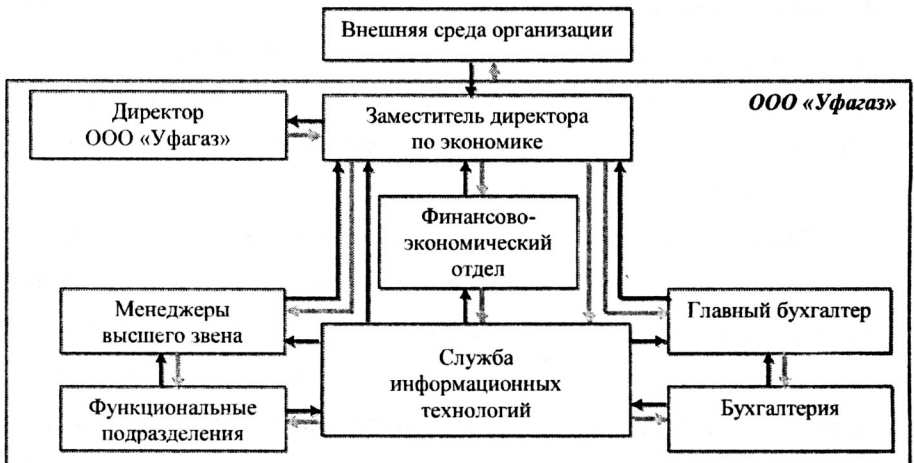 Внешняя среда организации
ООО «Уфагаз»
Директор
ООО «Уфагаз»
Заместитель директора
по экономике
Финансово-
экономический
отдел
Менеджеры
высшего звена
Главный бухгалтер
Служба
информационных
технологий
Функциональные
подразделения
Бухгалтерия